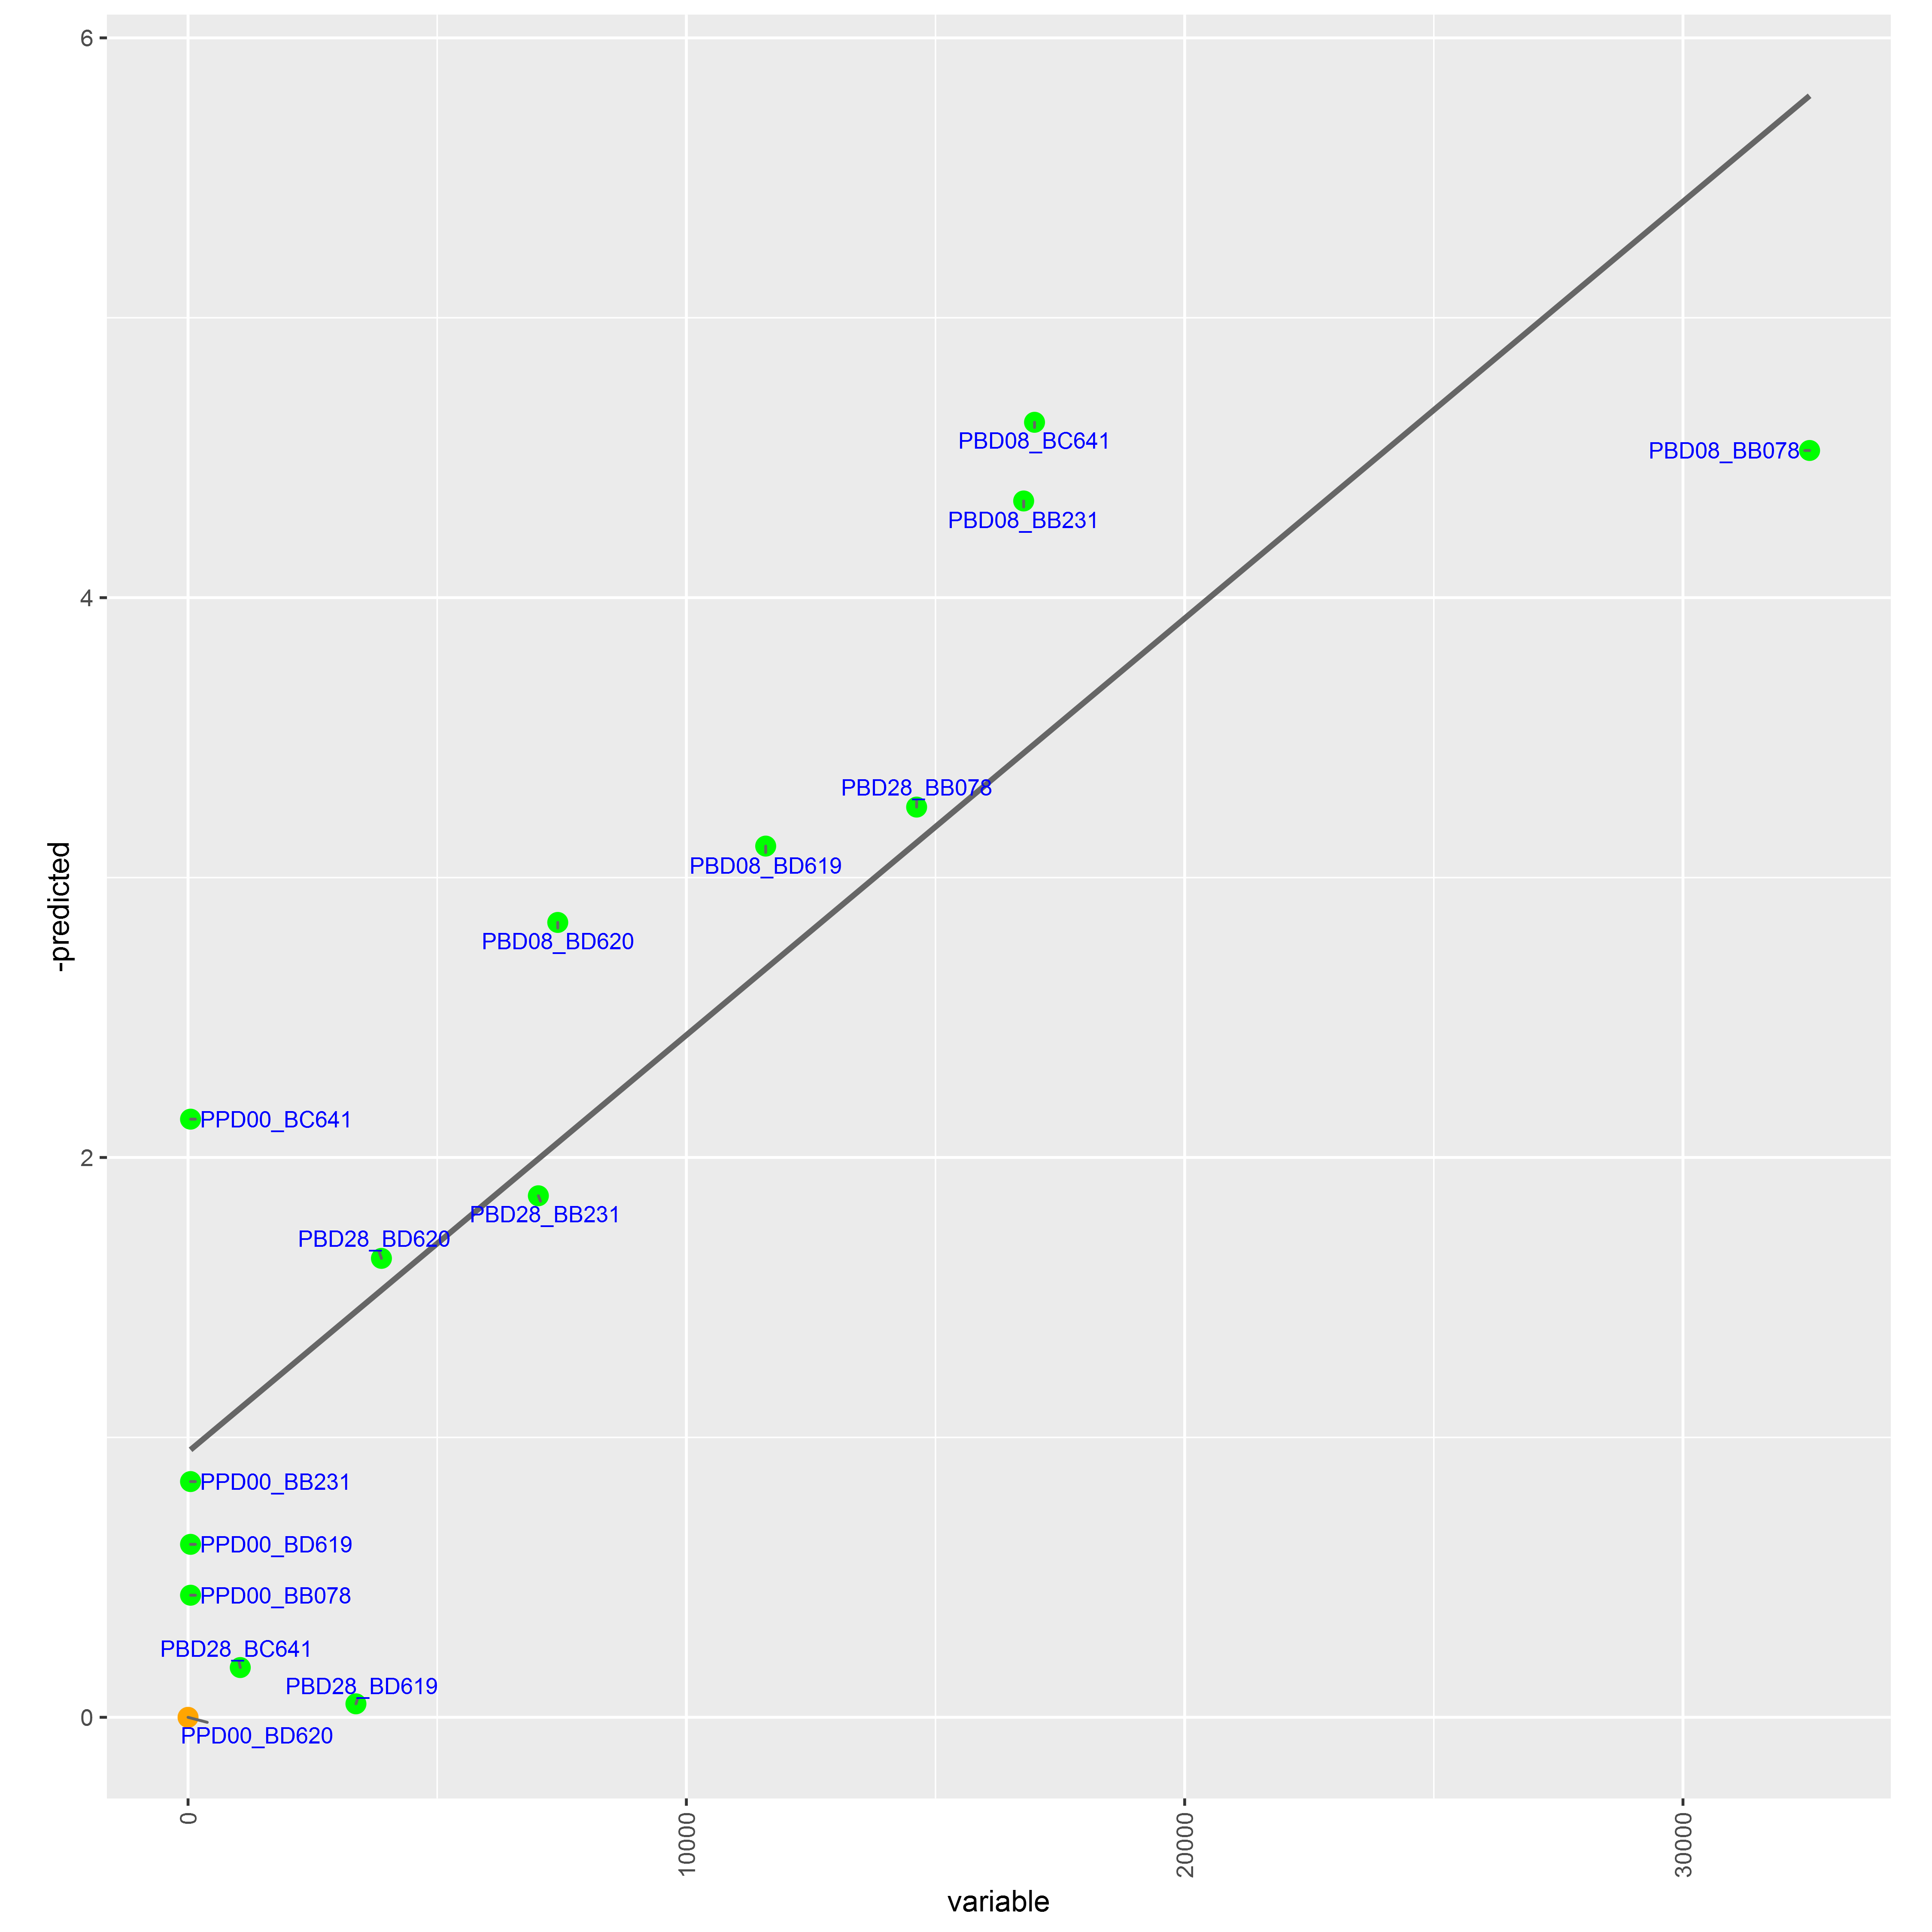 6
PBD08_BC641
PBD08_BB078
PBD08_BB231
4
PBD28_BB078
PBD08_BD619
PBD08_BD620
-predicted
PPD00_BC641
2
PBD28_BB231
PBD28_BD620
PPD00_BB231
PPD00_BD619
PPD00_BB078
PBD28_BC641
PBD28_BD619
0
PPD00_BD620
0
10000
20000
30000
variable